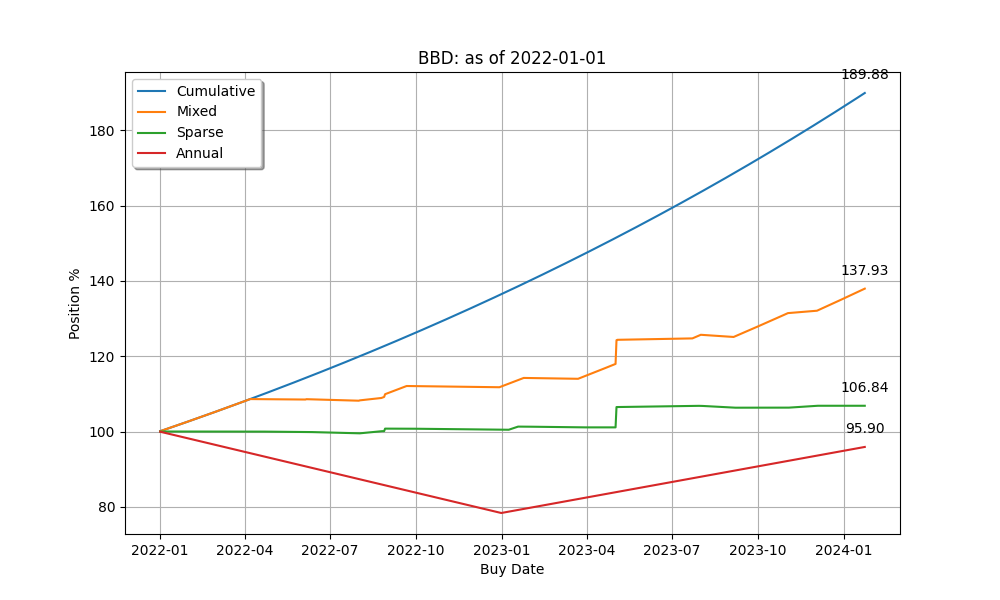 BBD: as of 2022-01-01
189.88
Cumulative
Mixed
Sparse
Annual
180
160
140
120
100
80
137.93
106.84
95.90
Position %
2022-01 2022-04 2022-07 2022-10 2023-01 2023-04 2023-07 2023-10 2024-01
Buy Date